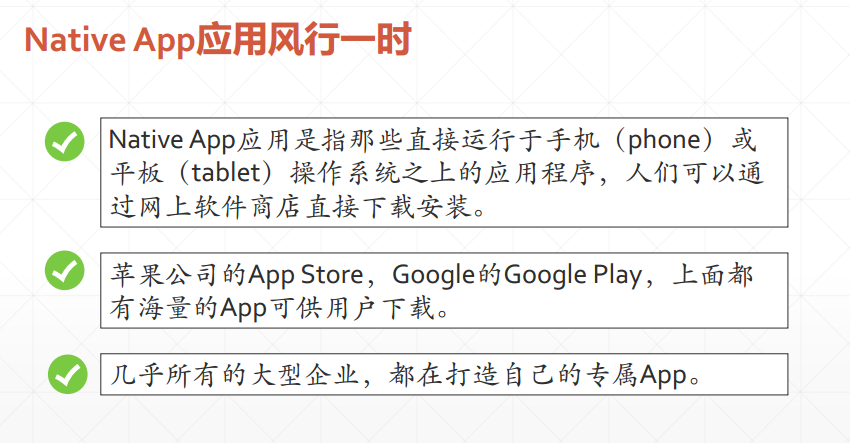 Native App应用风行一时
Native App应用是指那些直接运行于手机（phone）或
平板（tablet）操作系统之上的应用程序，人们可以通
过网上软件商店直接下载安装。
苹果公司的App Store，Google的Google Play，上面都
有海量的App可供用户下载。
几乎所有的大型企业，都在打造自己的专属App。